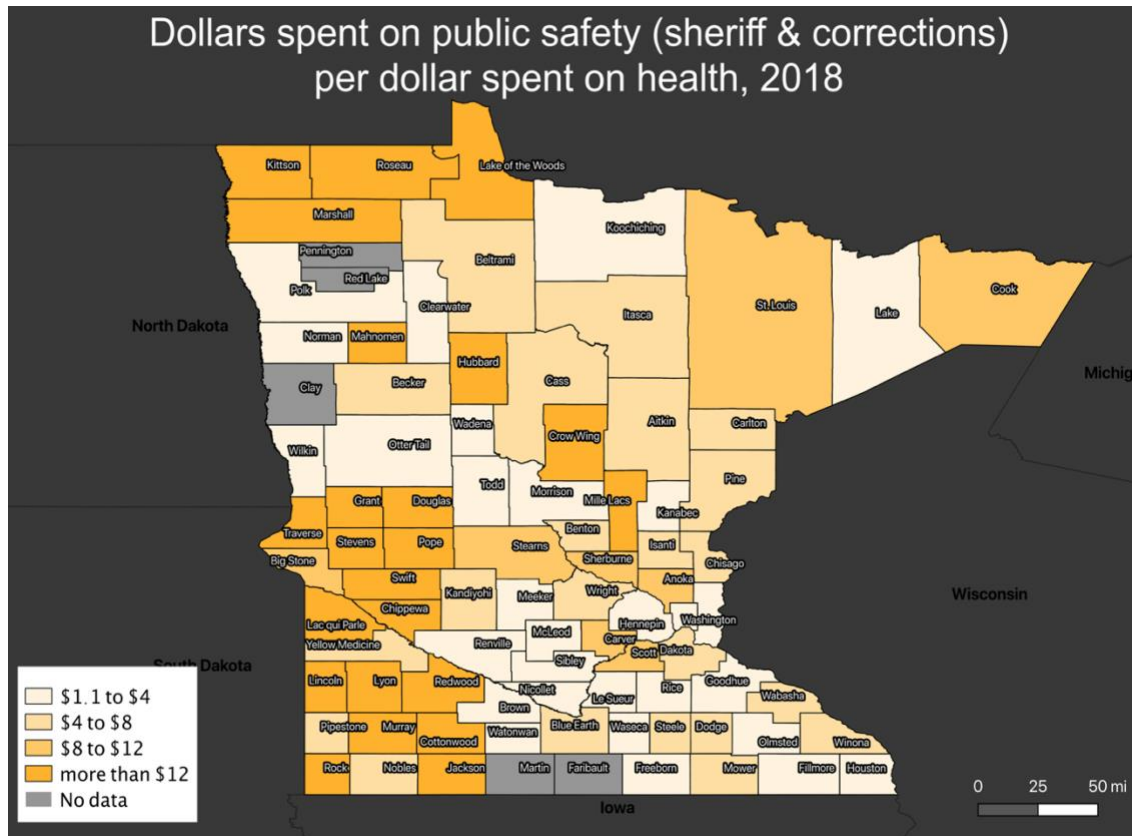 Dollars spent on public safety (sheriff & corrections)
per dollar spent on health, 2018
Kittson
Roseau
Lake of the Woods
Marshall
Koochiching
Pennington
Beltrami
Red Lake
Polk
Clearwater
St. Louis
Lake
Cook
Itasca
North Dakota
Norman
Mahnomen
Hubbard
Cass
Michig
Clay
Becker
Wadena
Aitkin
Carlton
Crow Wing
Otter Tail
Wilkin
Pine
Todd
Morrison
Mille Lacs
Grant
Douglas
Kanabec
Traverse
Benton
Stevens
Pope
Stearns
Isanti
Big Stone
Sherburne
Chisago
Swift
Anoka
Kandiyohi
Meeker
Wright
Wisconsin
Chippewa
Lac qui Parle
Hennepin
Washington
McLeod
Carver
Yellow Medicine
Renville
Scott
Dakota
South Dakota
Sibley
Lincoln
Lyon
Redwood
Nicollet
Le Sueur
Rice
Goodhue
Wabasha
Brown
Pipestone
Murray
Cottonwood
Watonwan
Blue Earth
Waseca
Steele
Dodge
Olmsted
Winona
Rock
Nobles
Jackson
Martin
Faribault
Freeborn
Mower
Fillmore
Houston
Iowa
$1.1 to $4
$4 to $8
$8 to $12
more than $12
No data
0 25 50 mi